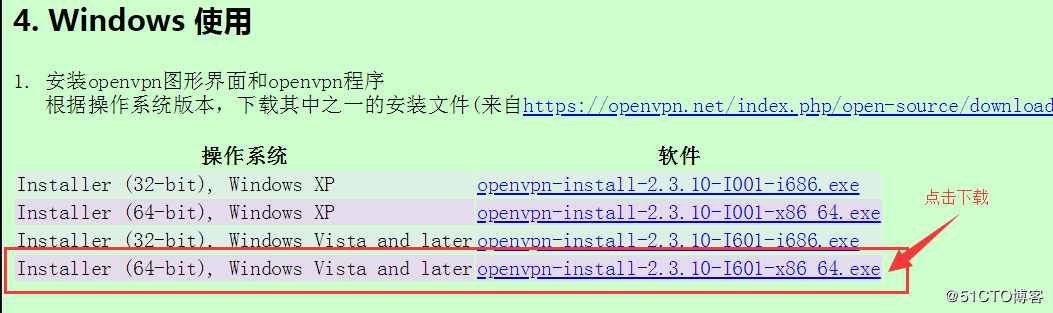 4. Windows 使用
1. 安装openvpn图形界面和openvpn程序
根据操作系统版本，下载其中之一的安装文件(来自https://openvpn.net/index.php/open-source/download
操作系统 软件
Installer (32-bit), Windows XP openvpn-install-2.3.10-I001-i686.exe
Installer (64-bit), Windows XP openvpn-install-2.3.10-I001-x86_64.exe
点击下载
Installer (32-bit), Windows Vista and later openvpn-install-2.3.10-I601-i686.exe
Installer (64-bit), Windows Vista and later openvpn-install-2.3.10-I601-x86_64.exe
@51CTO博客